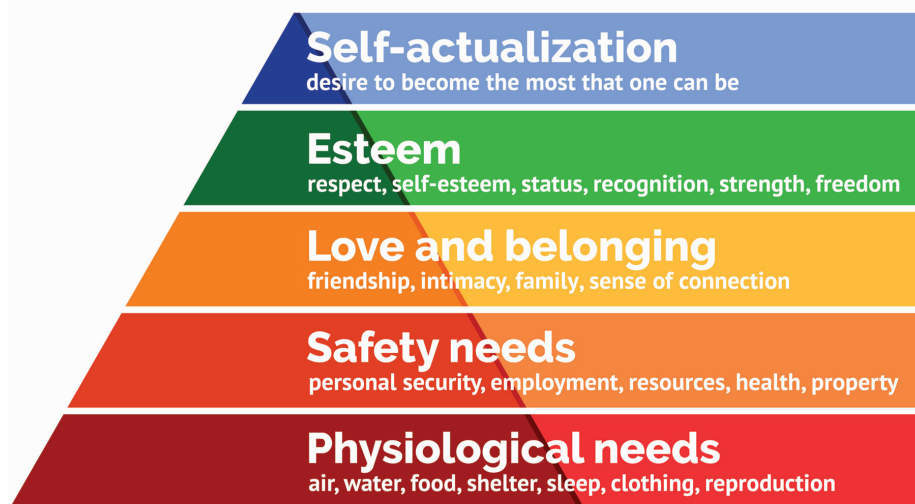 Self-actualization
desire to become the most that one can be
Esteem
respect, self-esteem, status, recognition, strength, freedom
Love and belonging
friendship, intimacy, family, sense of connection
Safety needs
personal security, employment, resources, health, property
Physiological needs
air, water, food, shelter, sleep, clothing, reproduction